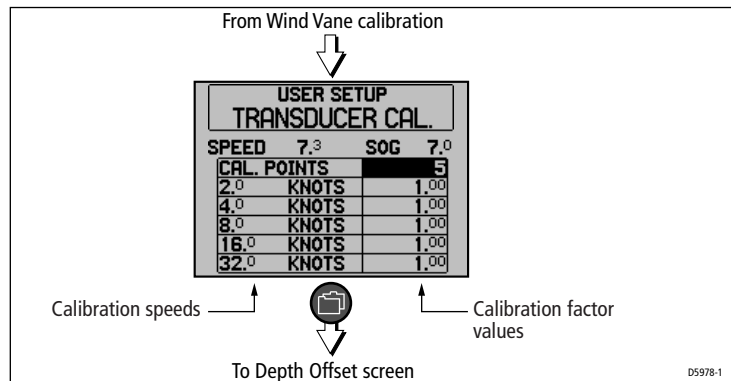 From Wind Vane calibration
USER SETUP
TRANSDUCER CAL.
SPEED 7.3 SOG 7.0
CAL. POINTS 5
2.0 KNOTS 1.00
4.0 KNOTS 1.00
8.0 KNOTS 1.00
16.0 KNOTS 1.00
32.0 KNOTS 1.00
Calibration speeds
Calibration factor
values
To Depth Offset screen
D5978-1